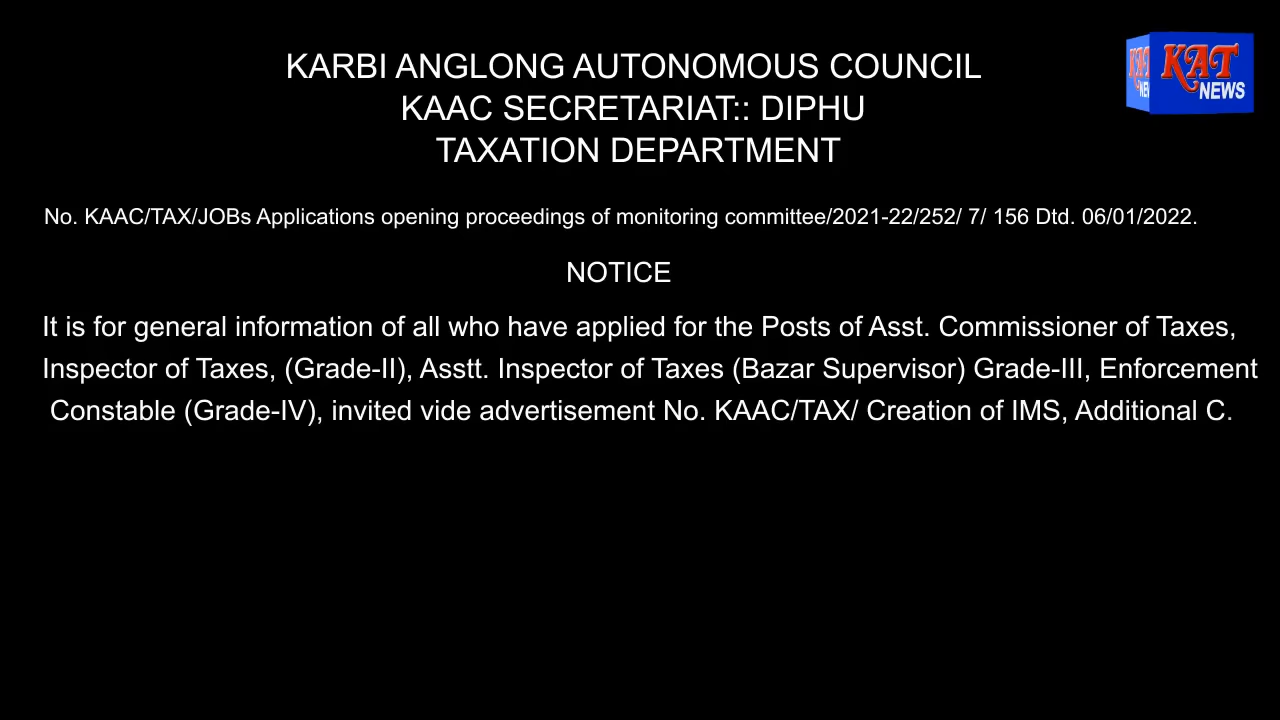 KARBI ANGLONG AUTONOMOUS COUNCIL
KAAC SECRETARIAT:: DIPHU
TAXATION DEPARTMENT
KAT
NEWS
No. KAAC/TAX/JOBs Applications opening proceedings of monitoring committee/2021-22/252/ 7/ 156 Dtd. 06/01/2022.
NOTICE
It is for general information of all who have applied for the Posts of Asst. Commissioner of Taxes,
Inspector of Taxes, (Grade-II), Asstt. Inspector of Taxes (Bazar Supervisor) Grade-III, Enforcement
Constable (Grade-IV), invited vide advertisement No. KAAC/TAX/ Creation of IMS, Additional C.